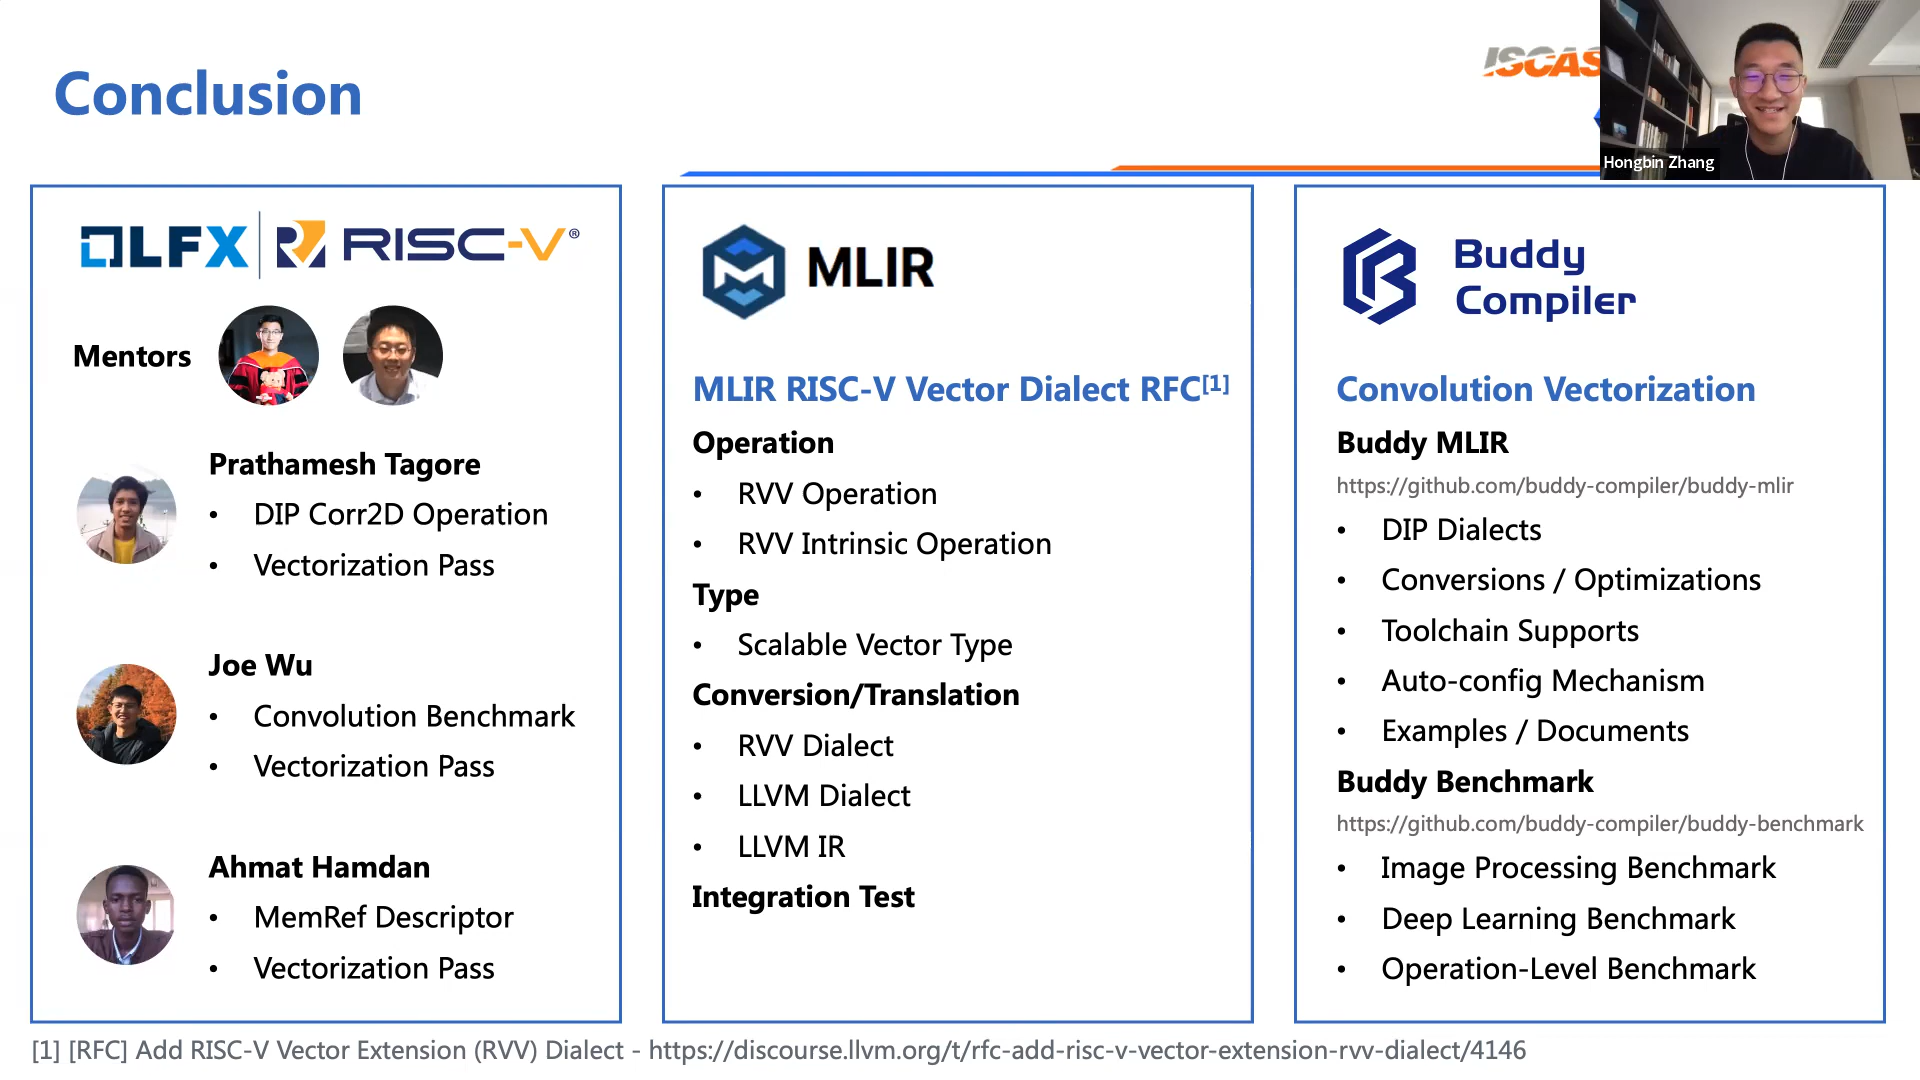 Conclusion
ISCAS
Hongbin Zhang
LFX RISC-V®
Mentors
Prathamesh Tagore
• DIP Corr2D Operation
• Vectorization Pass
Joe Wu
• Convolution Benchmark
• Vectorization Pass
Ahmat Hamdan
• MemRef Descriptor
• Vectorization Pass
MLIR
MLIR RISC-V Vector Dialect RFC[1]
Operation
• RVV Operation
• RVV Intrinsic Operation
Type
• Scalable Vector Type
Conversion/Translation
• RVV Dialect
• LLVM Dialect
• LLVM IR
Integration Test
Buddy
Compiler
Convolution Vectorization
Buddy MLIR
https://github.com/buddy-compiler/buddy-mlir
• DIP Dialects
• Conversions / Optimizations
• Toolchain Supports
• Auto-config Mechanism
• Examples / Documents
Buddy Benchmark
https://github.com/buddy-compiler/buddy-benchmark
• Image Processing Benchmark
• Deep Learning Benchmark
• Operation-Level Benchmark
[1] [RFC] Add RISC-V Vector Extension (RVV) Dialect - https://discourse.llvm.org/t/rfc-add-risc-v-vector-extension-rvv-dialect/4146